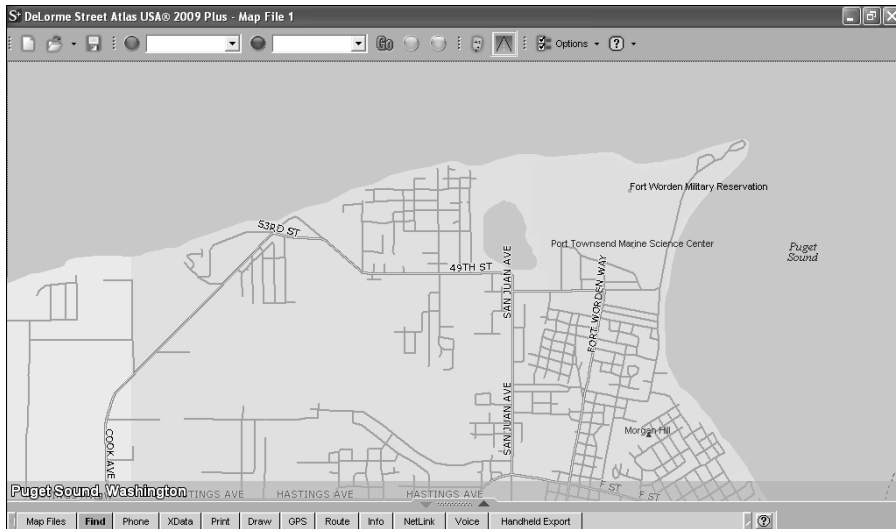 DeLorme Street Atlas USA® 2009 Plus - Map File 1
Go
Options
Fort Worden Military Reservation
53RD ST
Port Townsend Marine Science Center
Puget
Sound
49TH ST
SAN JUAN AVE
FORT WORDEN WAY
SAN JUAN AVE
Morgan Hill
COOK AVE
Puget Sound, Washington
HASTINGS AVE
HASTINGS AVE
HASTINGS AVE
F ST
F ST
Map Files
Find
Phone
XData
Print
Draw
GPS
Route
Info
NetLink
Voice
Handheld Export